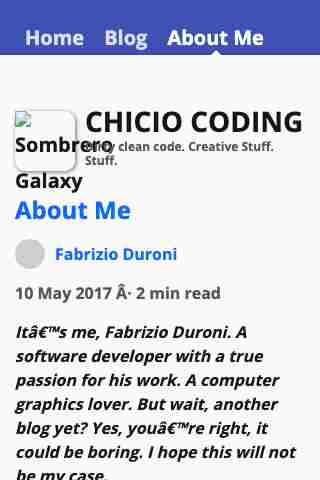 Home Blog About Me
CHICIO CODING
Sombrero
Dirty clean code. Creative Stuff.
Stuff.
Galaxy
About Me
Fabrizio Duroni
10 May 2017 Â· 2 min read
Itâ€™s me, Fabrizio Duroni. A
software developer with a true
passion for his work. A computer
graphics lover. But wait, another
blog yet? Yes, youâ€™re right, it
could be boring. I hope this will not
be my case.